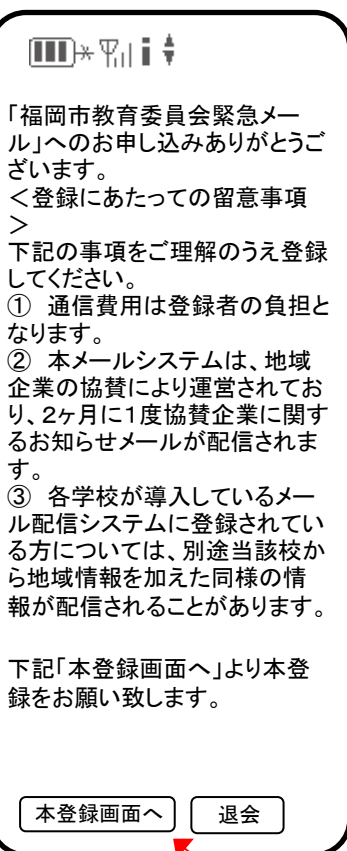 「福岡市教育委員会緊急メー
ル」へのお申し込みありがとうご
ざいます。
＜登録にあたっての留意事項
＞
下記の事項をご理解のうえ登録
してください。
①　通信費用は登録者の負担と
なります。
②　本メールシステムは、地域
企業の協賛により運営されてお
り、２ヶ月に１度協賛企業に関す
るお知らせメールが配信されま
す。
③　各学校が導入しているメー
ル配信システムに登録されてい
る方については、別途当該校か
ら地域情報を加えた同様の情
報が配信されることがあります。
下記「本登録画面へ」より本登
録をお願い致します。
本登録画面へ　退会